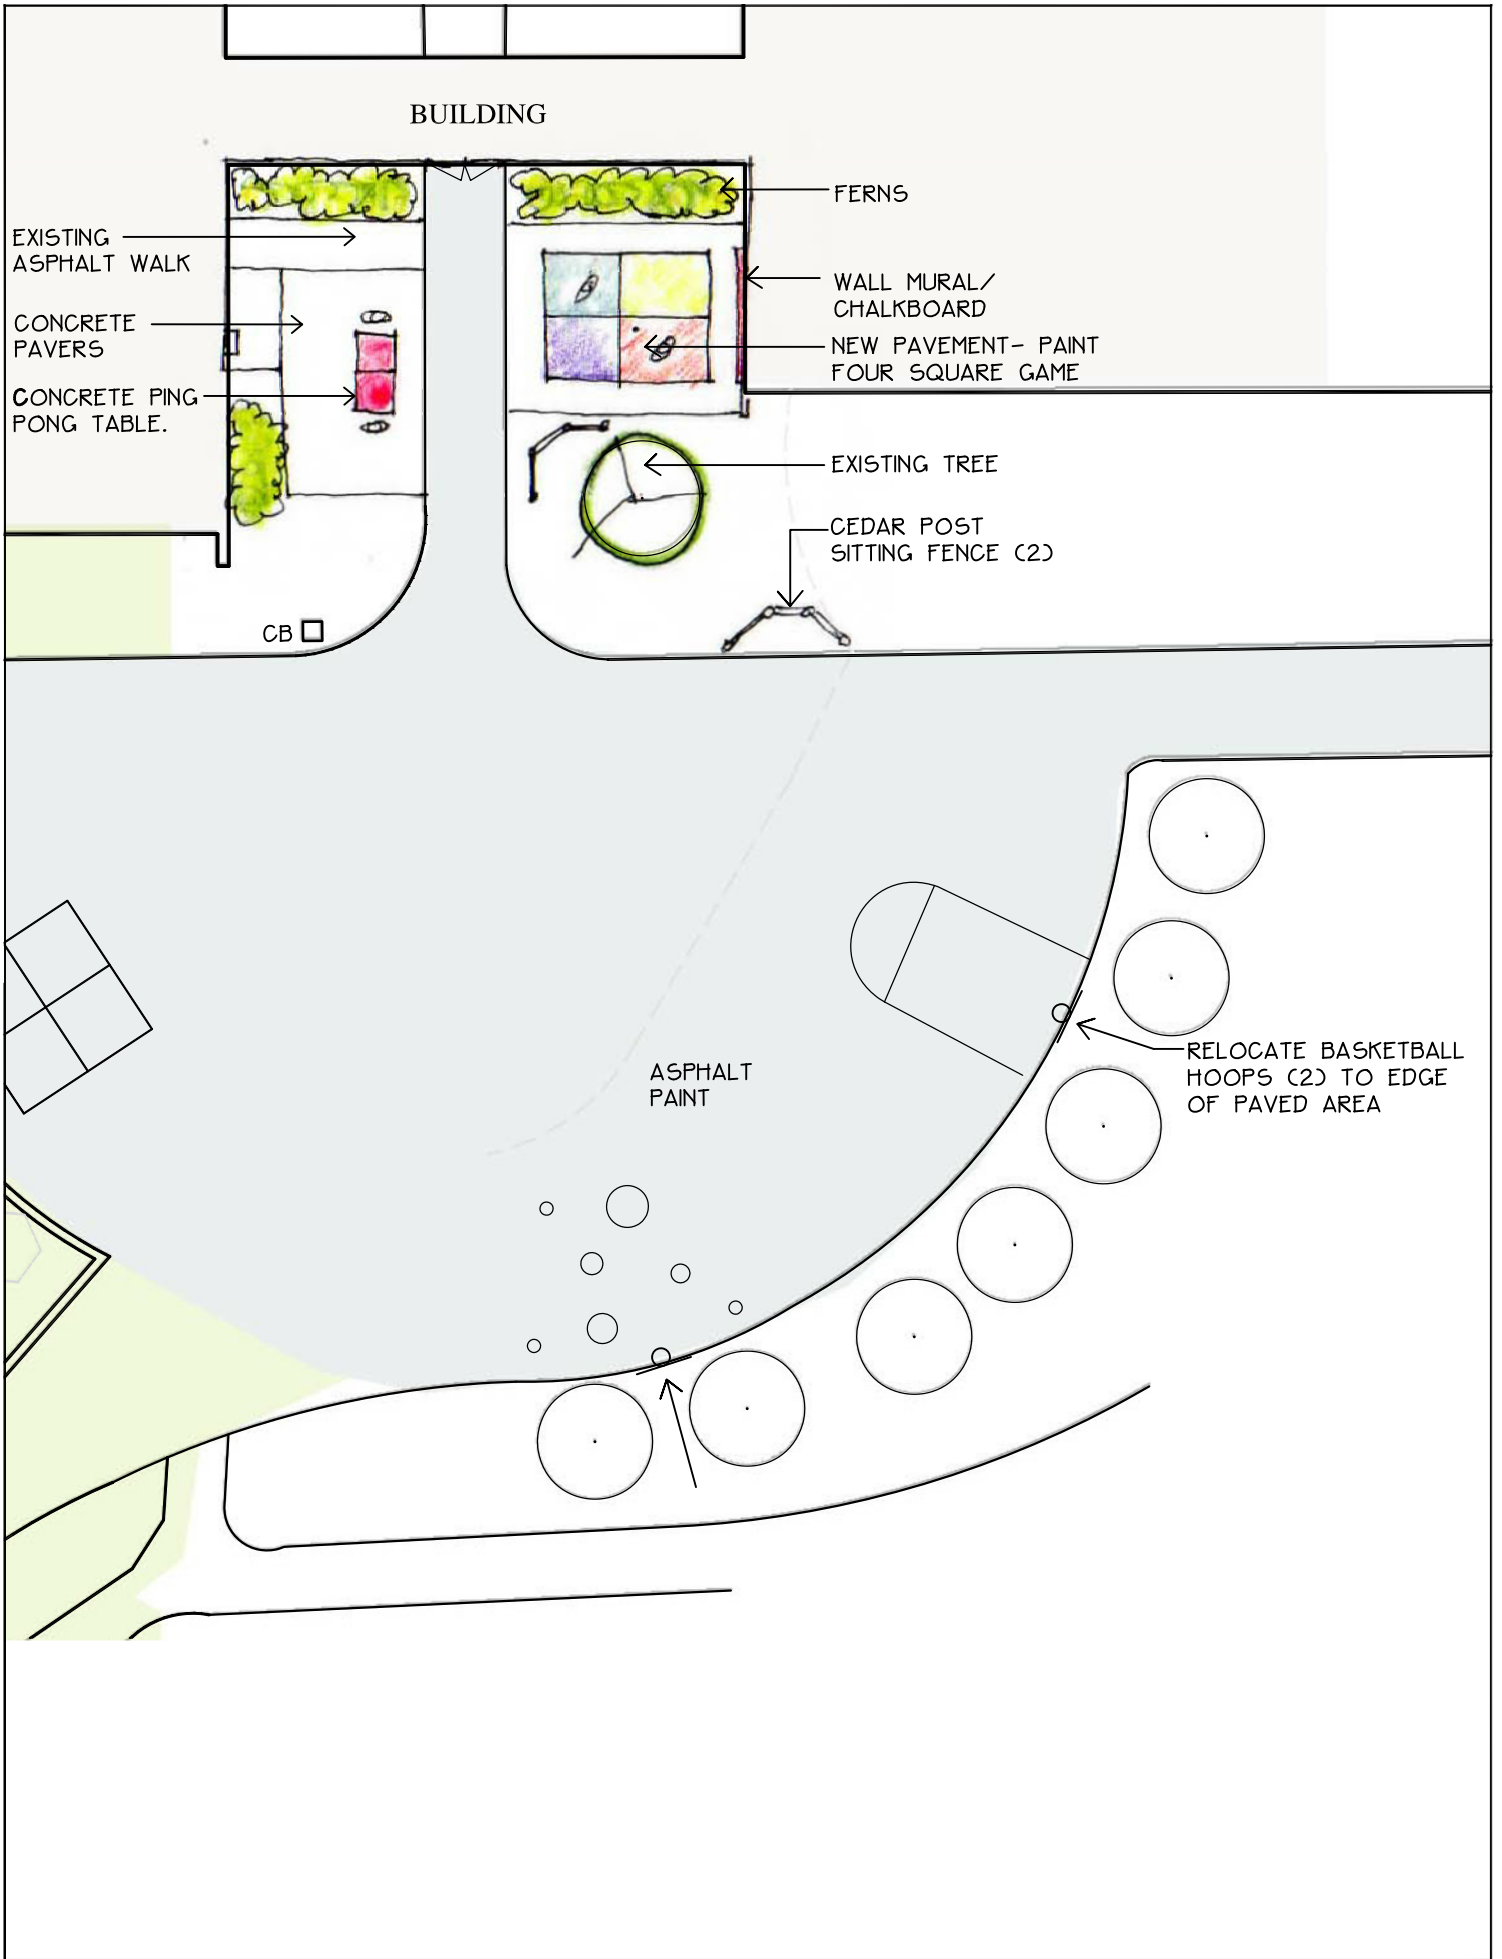 BUILDING
FERNS
EXISTING
ASPHALT WALK
WALL MURAL/
CHALKBOARD
CONCRETE
PAVERS
NEW PAVEMENT- PAINT
FOUR SQUARE GAME
CONCRETE PING
PONG TABLE.
EXISTING TREE
CEDAR POST
SITTING FENCE (2)
CB
RELOCATE BASKETBALL
HOOPS (2) TO EDGE
OF PAVED AREA
ASPHALT
PAINT